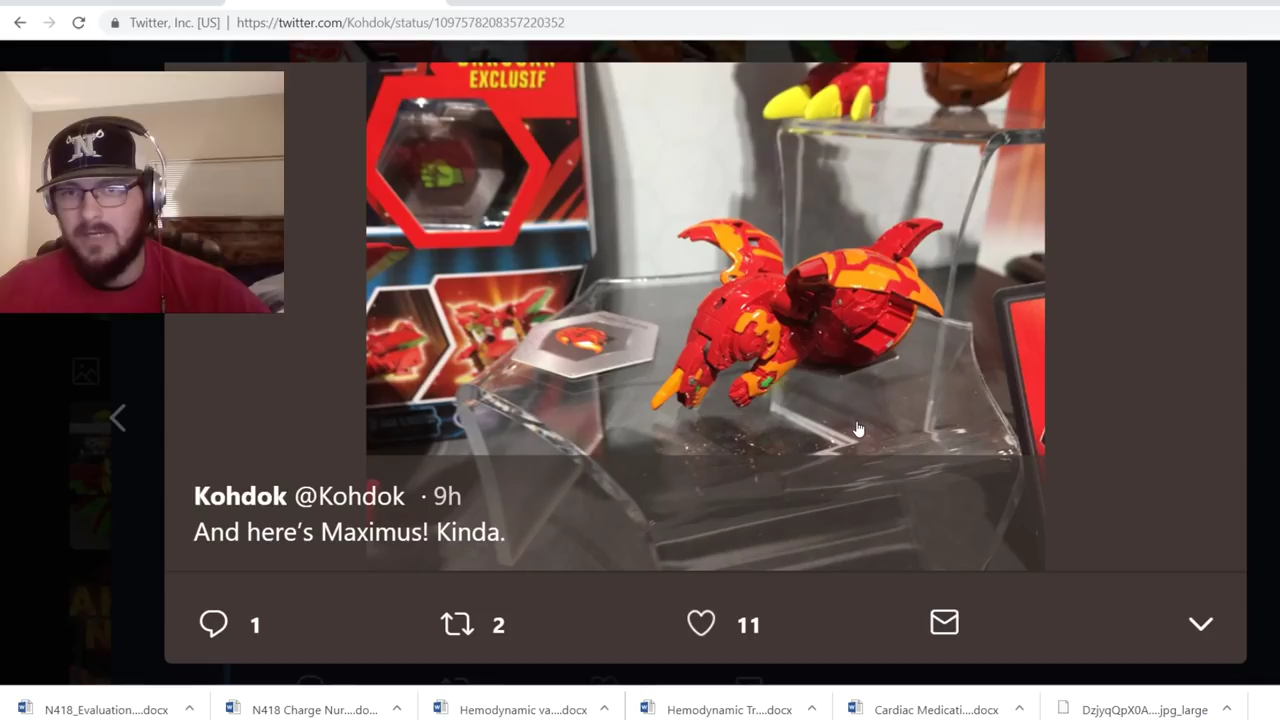 Twitter, Inc. [US] | https://twitter.com/Kohdok/status/1097578208357220352
EXCLUSIF
N
Kohdok @Kohdok · 9h
And here's Maximus! Kinda.
1 2 11
N418_Evaluation....docx N418 Charge Nur....do... Hemodynamic va....docx Hemodynamic Tr....docx Cardiac Medicati....docx DzjyqQpX0A....jpg_large